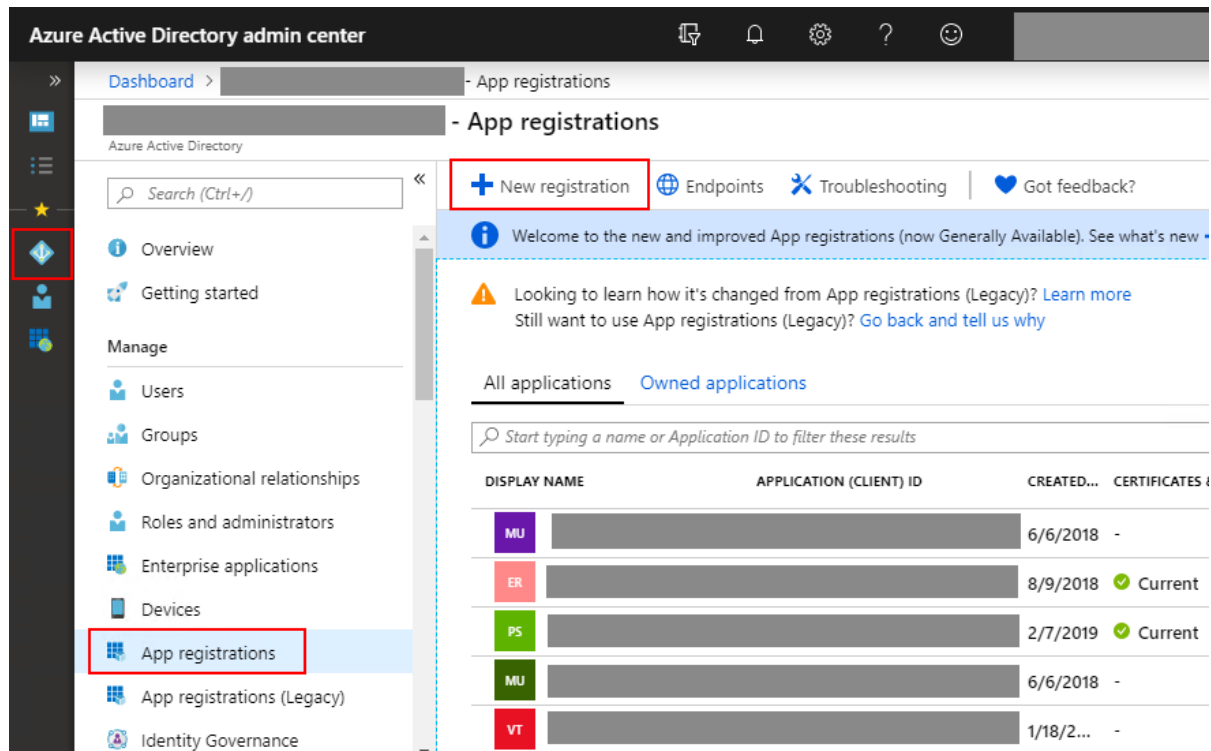 Azure Active Directory admin center
Dashboard > - App registrations
- App registrations
Azure Active Directory
Search (Ctrl+/)
Overview
Getting started
Manage
Users
Groups
Organizational relationships
Roles and administrators
Enterprise applications
Devices
App registrations
App registrations (Legacy)
Identity Governance
New registration Endpoints Troubleshooting Got feedback?
Welcome to the new and improved App registrations (now Generally Available). See what's new
Looking to learn how it's changed from App registrations (Legacy)? Learn more
Still want to use App registrations (Legacy)? Go back and tell us why
All applications Owned applications
Start typing a name or Application ID to filter these results
DISPLAY NAME APPLICATION (CLIENT) ID CREATED... CERTIFICATES &
MU 6/6/2018 -
ER 8/9/2018 Current
PS 2/7/2019 Current
MU 6/6/2018 -
VT 1/18/2... -